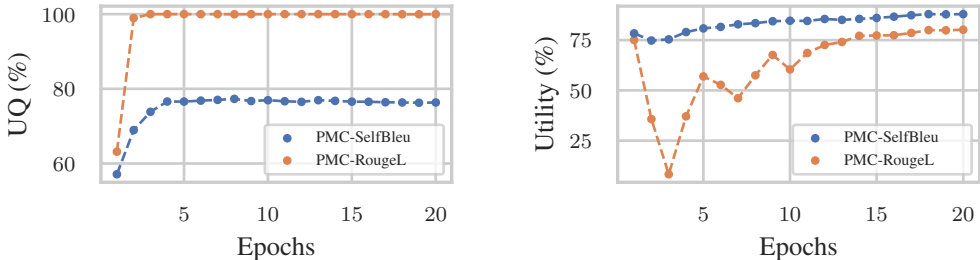 UQ (%)
100
80
60
5
10
15
20
Epochs
PMC-SelfBleu
PMC-RougeL
Utility (%)
75
50
25
5
10
15
20
Epochs
PMC-SelfBleu
PMC-RougeL